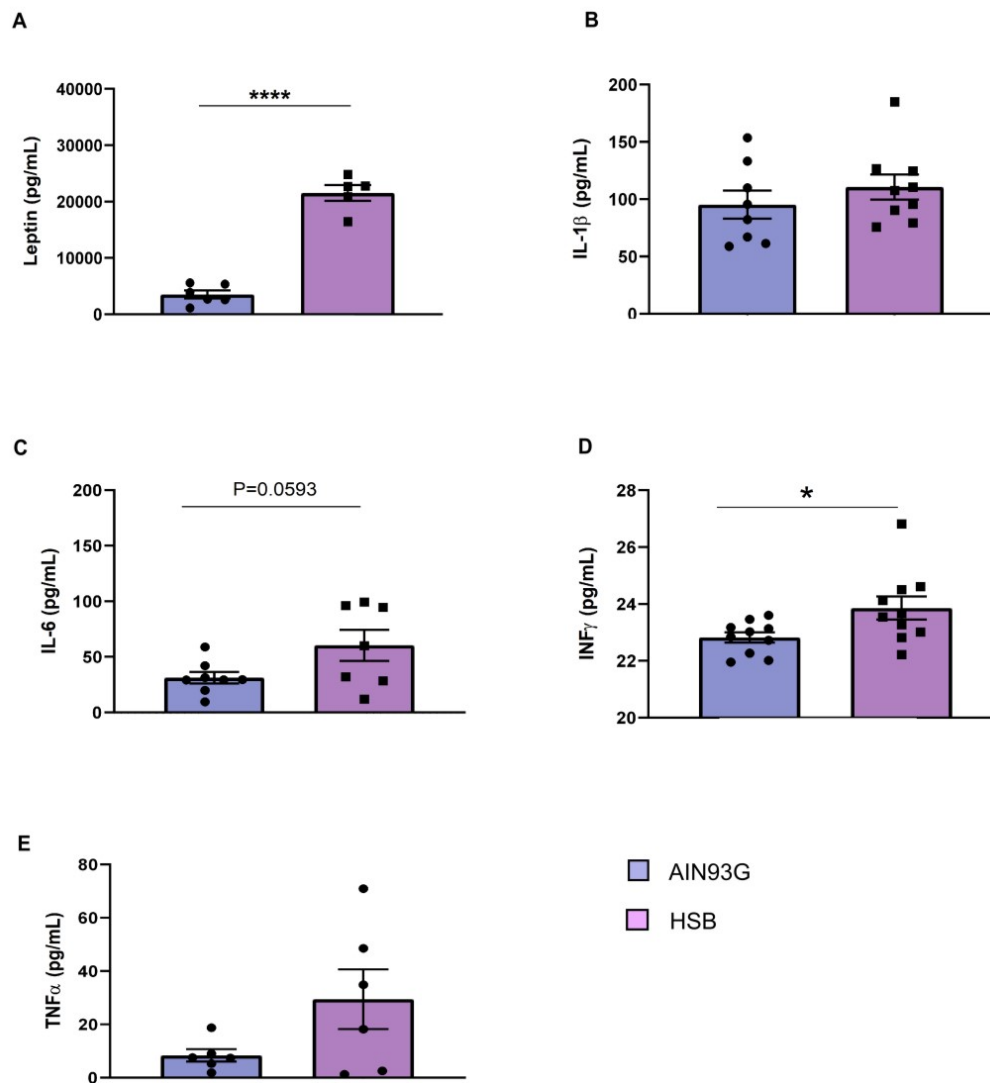 A
Leptin (pg/mL)
40000
30000
20000
10000
0
****
B
IL-1β (pg/mL)
200
150
100
50
0
C
IL-6 (pg/mL)
200
150
100
50
0
P=0.0593
D
INFγ (pg/mL)
28
26
24
22
20
*
E
TNFα (pg/mL)
80
60
40
20
0
AIN93G
HSB